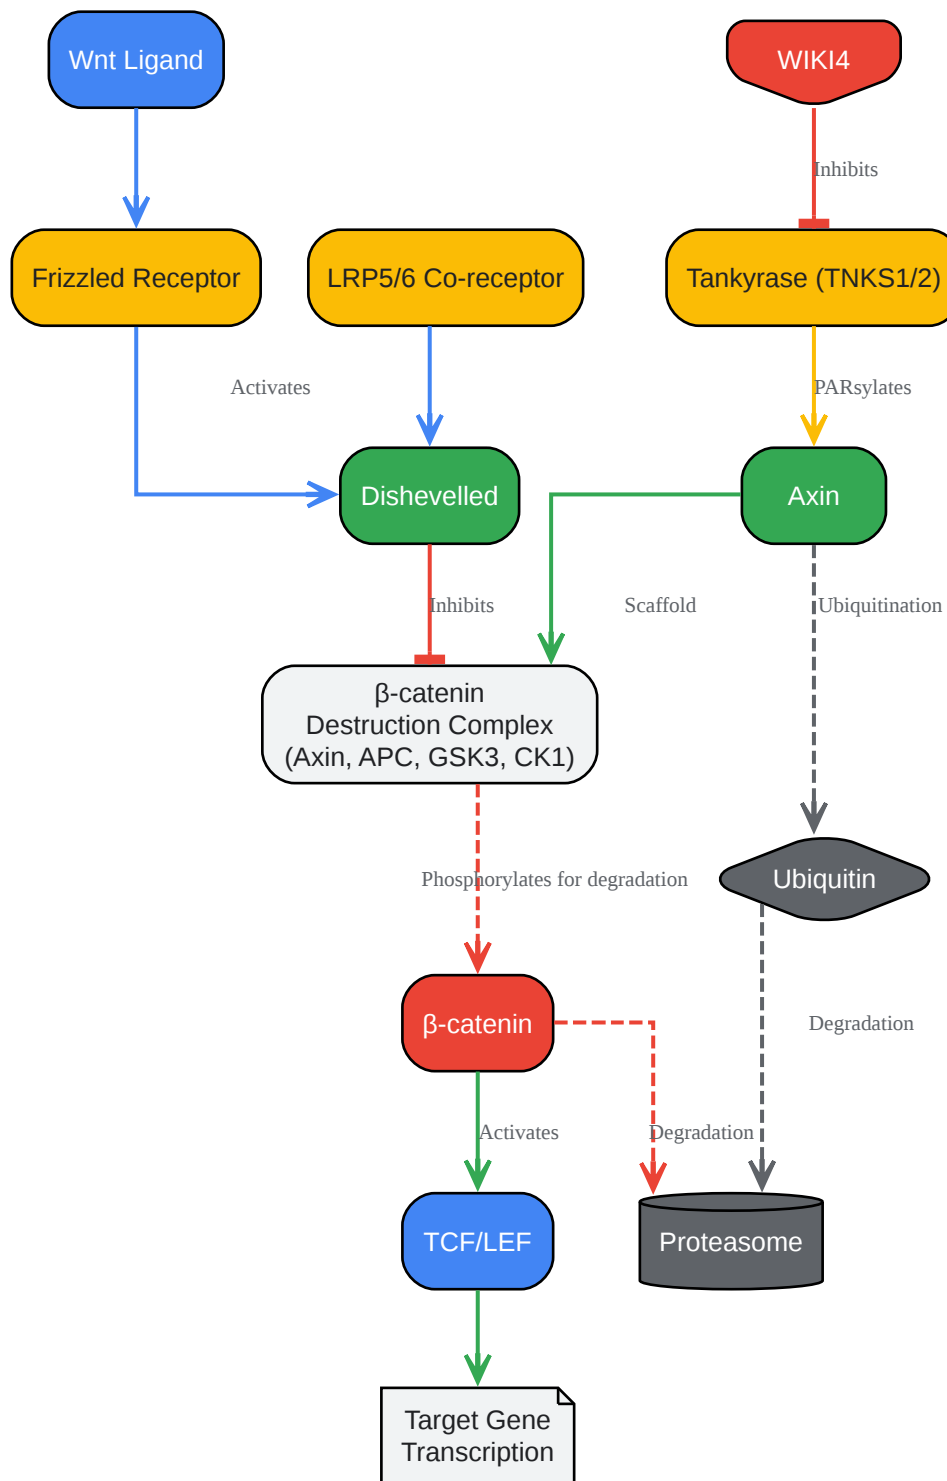 Wnt Ligand
WIKI4
Inhibits
Frizzled Receptor
LRP5/6 Co-receptor
Tankyrase (TNKS1/2)
Activates
PARsylates
Dishevelled
Axin
Inhibits
Scaffold
Ubiquitination
β-catenin
Destruction Complex
(Axin, APC, GSK3, CK1)
Phosphorylates for degradation
Ubiquitin
β-catenin
Degradation
Activates
Degradation
TCF/LEF
Proteasome
Target Gene
Transcription